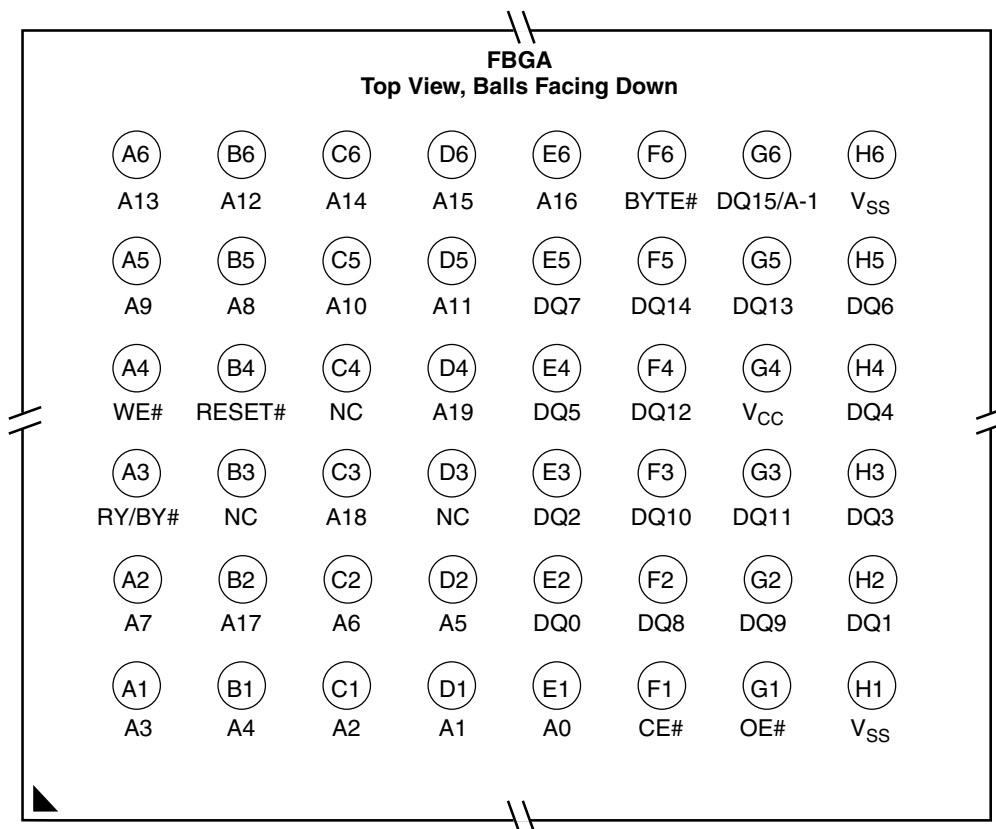 FBGA
Top View, Balls Facing Down
A6 B6 C6 D6 E6 F6 G6 H6
A13 A12 A14 A15 A16 BYTE# DQ15/A-1 VSS
A5 B5 C5 D5 E5 F5 G5 H5
A9 A8 A10 A11 DQ7 DQ14 DQ13 DQ6
A4 B4 C4 D4 E4 F4 G4 H4
WE# RESET# NC A19 DQ5 DQ12 VCC DQ4
A3 B3 C3 D3 E3 F3 G3 H3
RY/BY# NC A18 NC DQ2 DQ10 DQ11 DQ3
A2 B2 C2 D2 E2 F2 G2 H2
A7 A17 A6 A5 DQ0 DQ8 DQ9 DQ1
A1 B1 C1 D1 E1 F1 G1 H1
A3 A4 A2 A1 A0 CE# OE# VSS